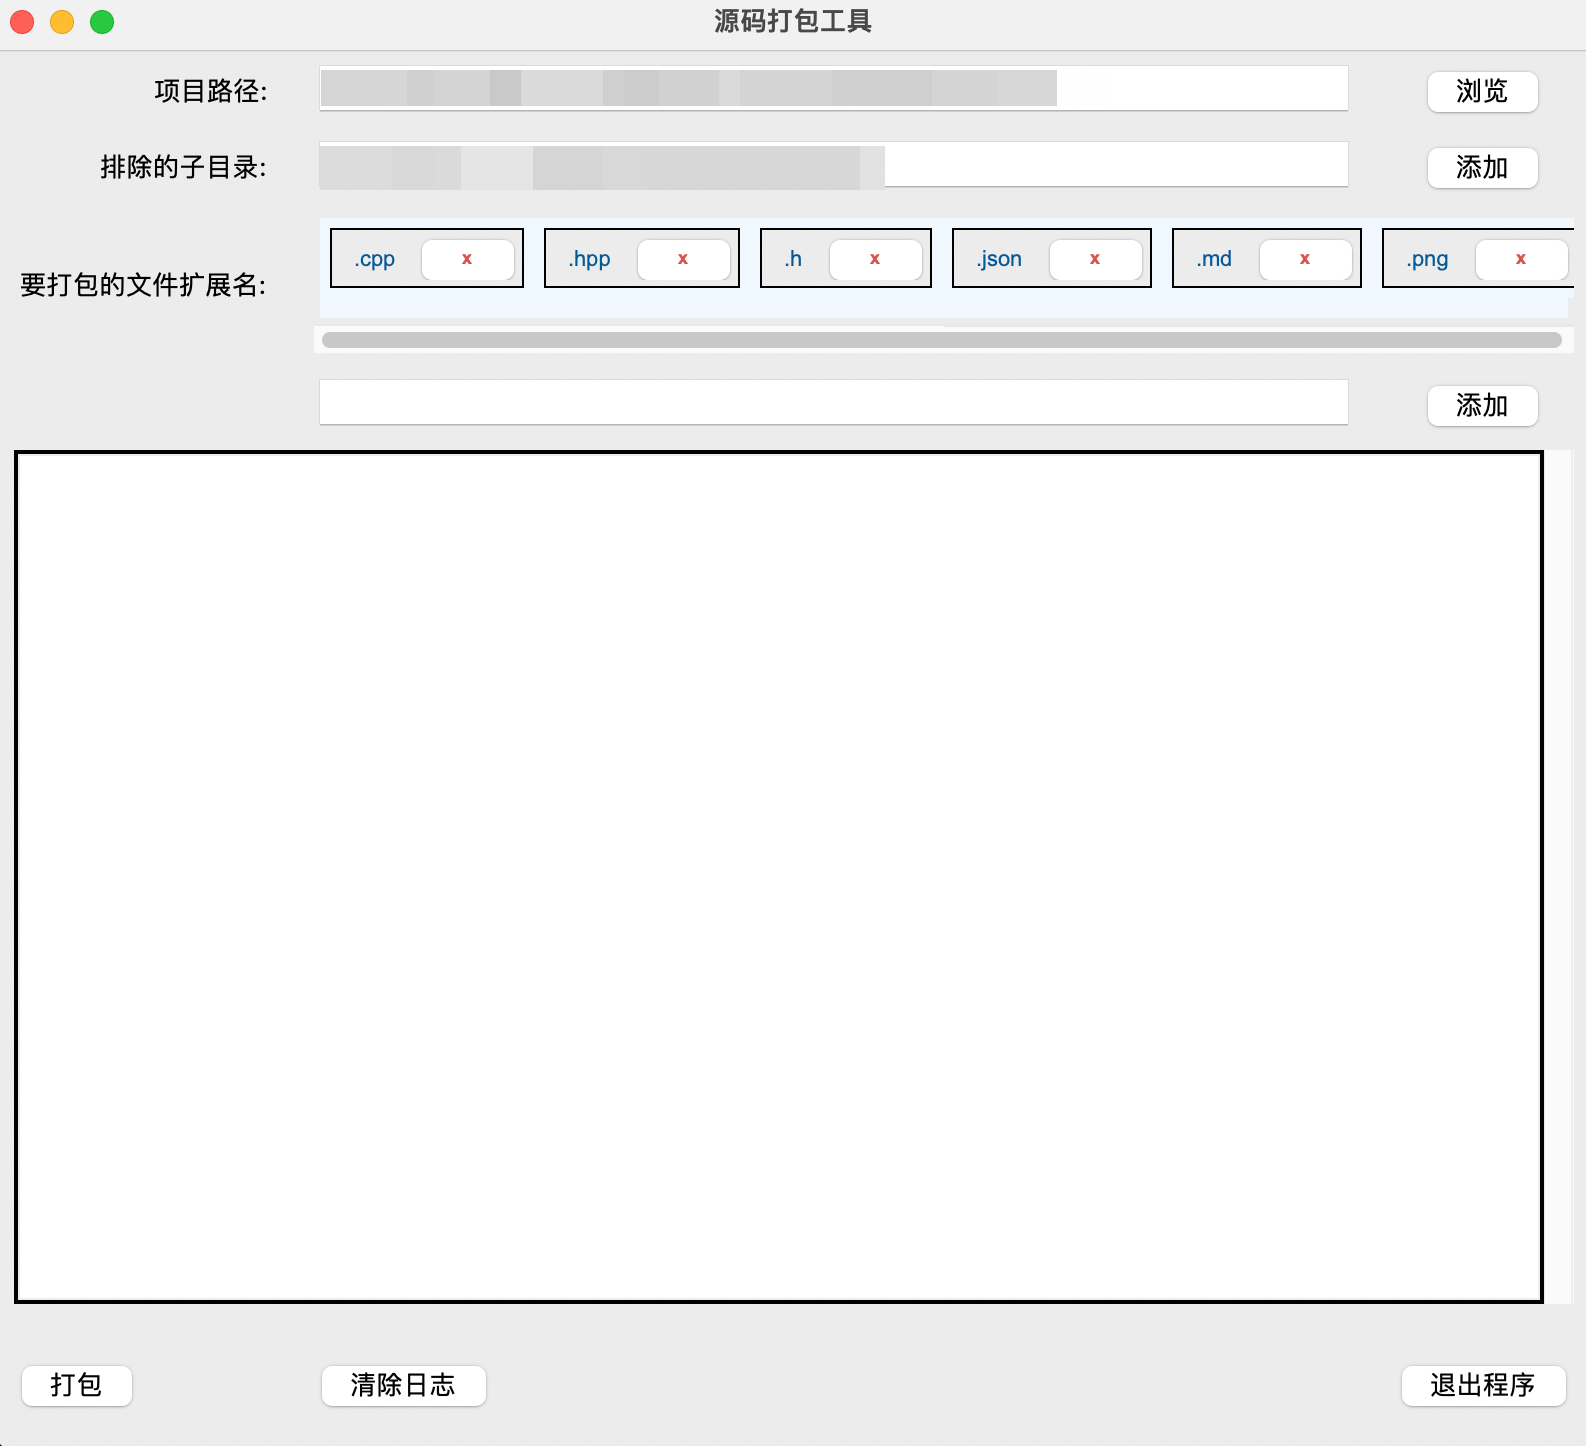 源码打包工具
项目路径: 浏览
排除的子目录: 添加
要打包的文件扩展名: .cpp x .hpp x .h x .json x .md x .png x
添加
打包 清除日志 退出程序